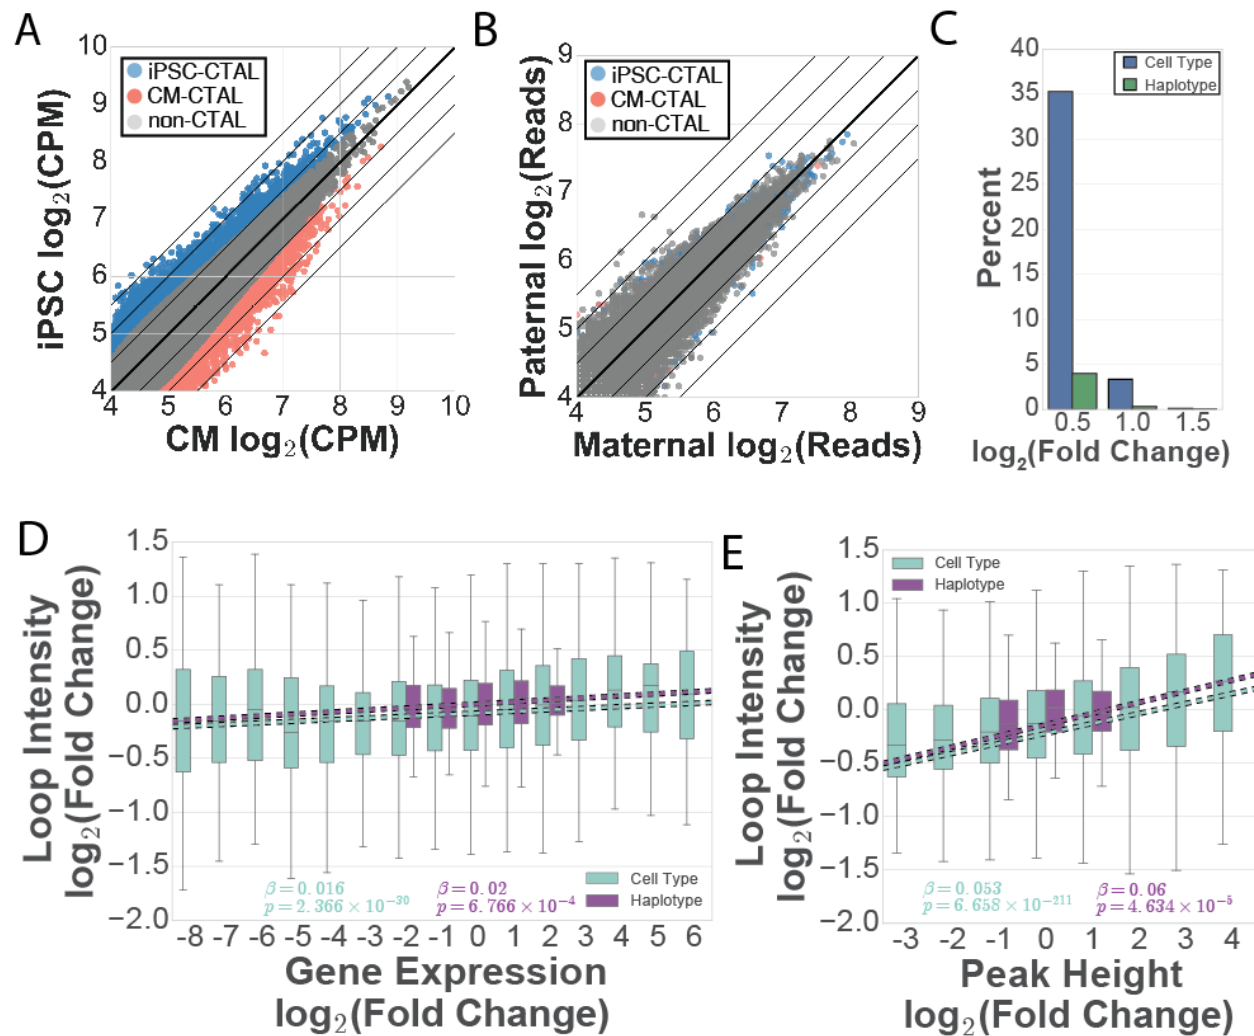 A
iPSC log₂(CPM)
10
9
8
7
6
5
4
iPSC-CTAL
CM-CTAL
non-CTAL
4 5 6 7 8 9 10
CM log₂(CPM)
B
Paternal log₂(Reads)
9
8
7
6
5
4
iPSC-CTAL
CM-CTAL
non-CTAL
4 5 6 7 8 9
Maternal log₂(Reads)
C
Percent
40
35
30
25
20
15
10
5
0
Cell Type
Haplotype
0.5 1.0 1.5
log₂(Fold Change)
D
Loop Intensity
log₂(Fold Change)
1.5
1.0
0.5
0.0
−0.5
−1.0
−1.5
−2.0
β = 0.016
p = 2.366 × 10⁻³⁰
β = 0.02
p = 6.766 × 10⁻⁴
Cell Type
Haplotype
-8 -7 -6 -5 -4 -3 -2 -1 0 1 2 3 4 5 6
Gene Expression
log₂(Fold Change)
E
Loop Intensity
log₂(Fold Change)
1.5
1.0
0.5
0.0
−0.5
−1.0
−1.5
−2.0
Cell Type
Haplotype
β = 0.053
p = 6.658 × 10⁻²¹¹
β = 0.06
p = 4.634 × 10⁻⁵
-3 -2 -1 0 1 2 3 4
Peak Height
log₂(Fold Change)